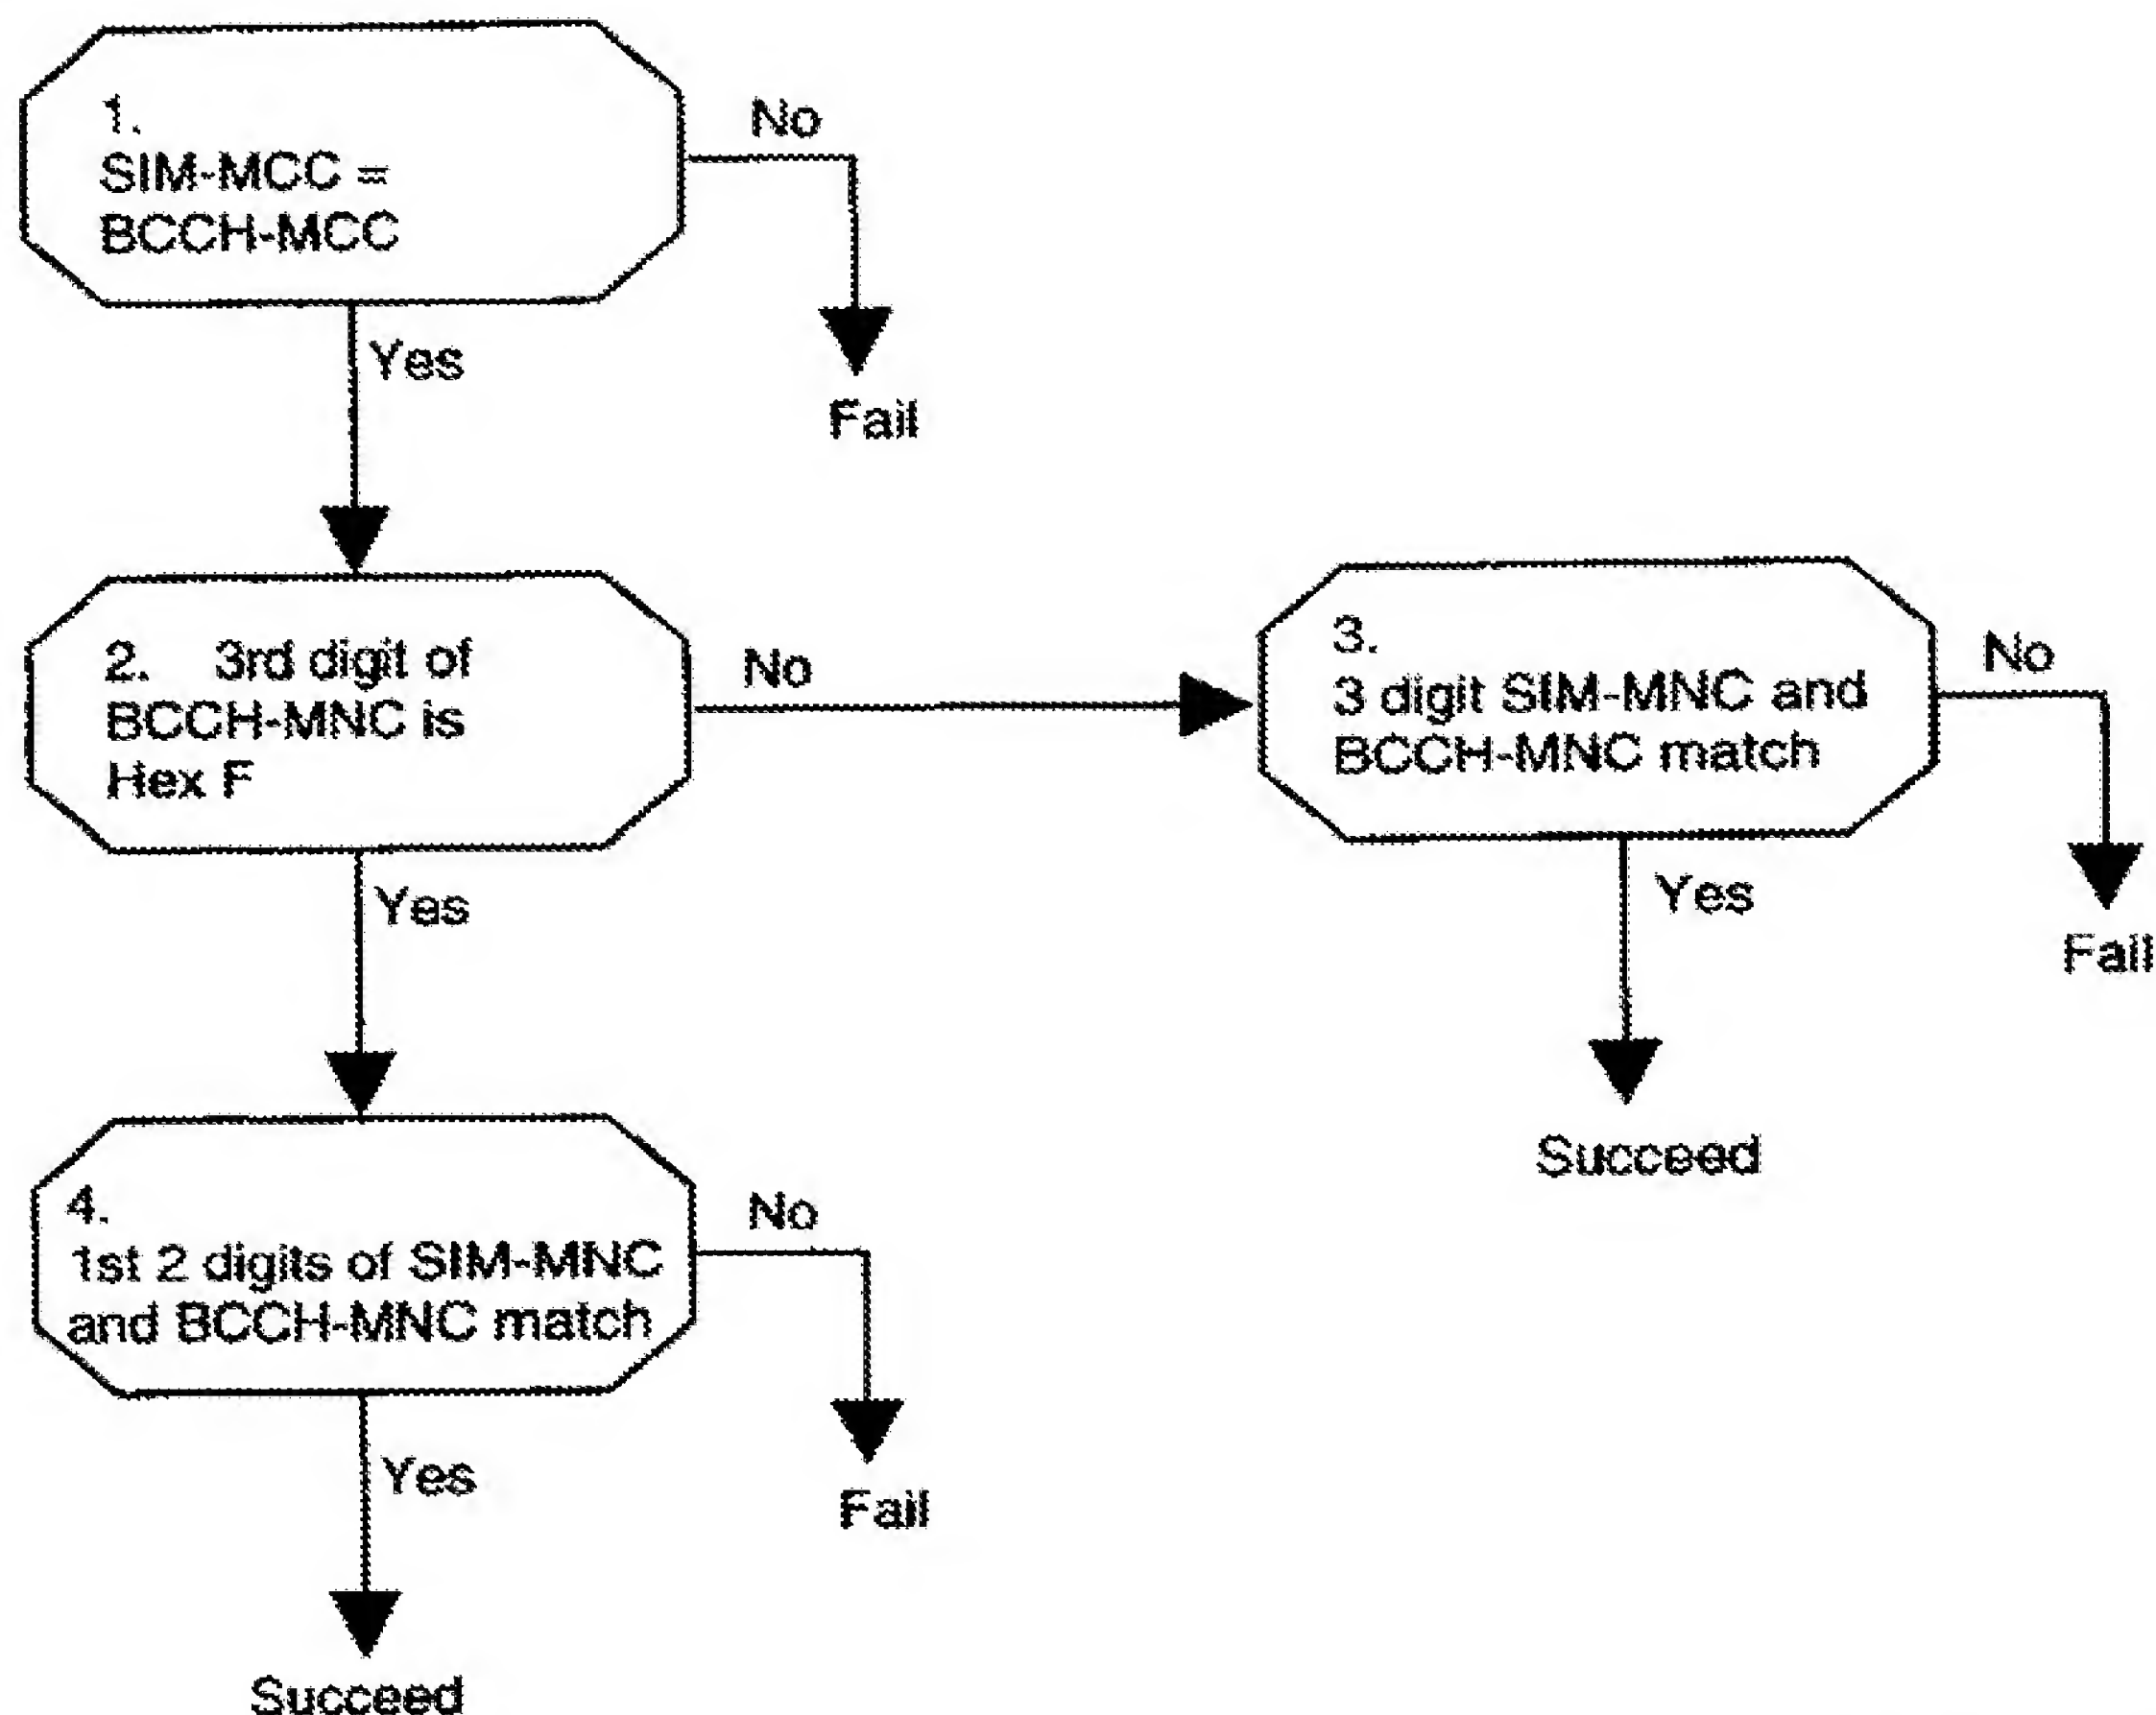 1.
SIM-MCC =
BCCH-MCC
No
Fail
Yes
2. 3rd digit of
BCCH-MNC is
Hex F
No
3.
3 digit SIM-MNC and
BCCH-MNC match
No
Fail
Yes
Succeed
Yes
4.
1st 2 digits of SIM-MNC
and BCCH-MNC match
No
Fail
Yes
Succeed